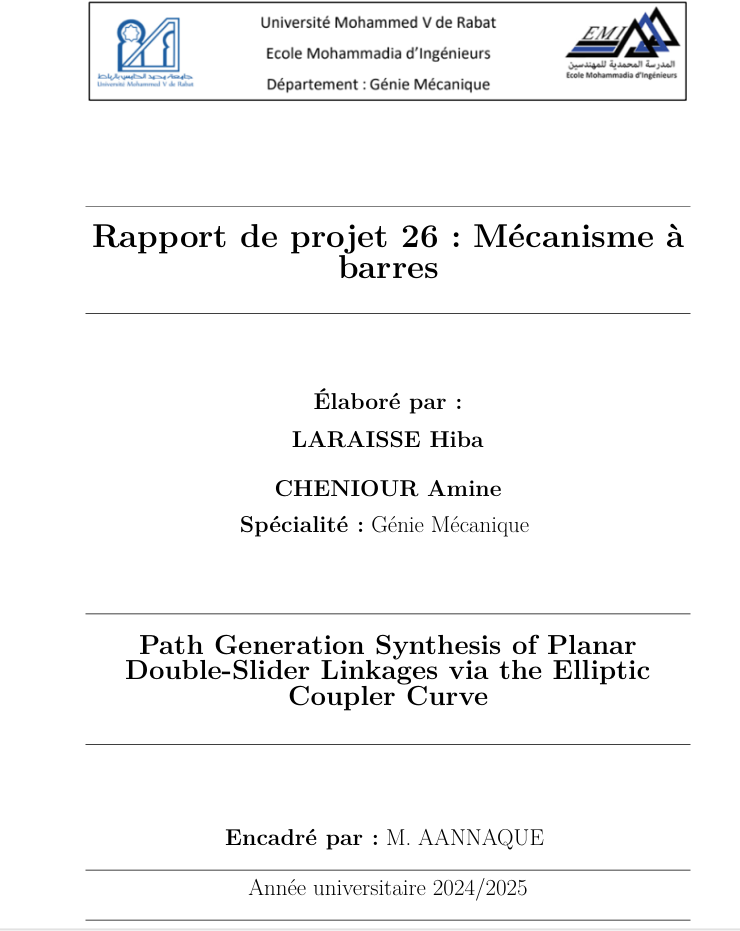 Université Mohammed V de Rabat
Ecole Mohammadia d'Ingénieurs
Département : Génie Mécanique
جامعة محمد الخامس بالرباط
Université Mohammed V de Rabat
EMI
المدرسة المحمدية للمهندسين
Ecole Mohammadia d'Ingénieurs
Rapport de projet 26 : Mécanisme à
barres
Élaboré par :
LARAISSE Hiba
CHENIOUR Amine
Spécialité : Génie Mécanique
Path Generation Synthesis of Planar
Double-Slider Linkages via the Elliptic
Coupler Curve
Encadré par : M. AANNAQUE
Année universitaire 2024/2025